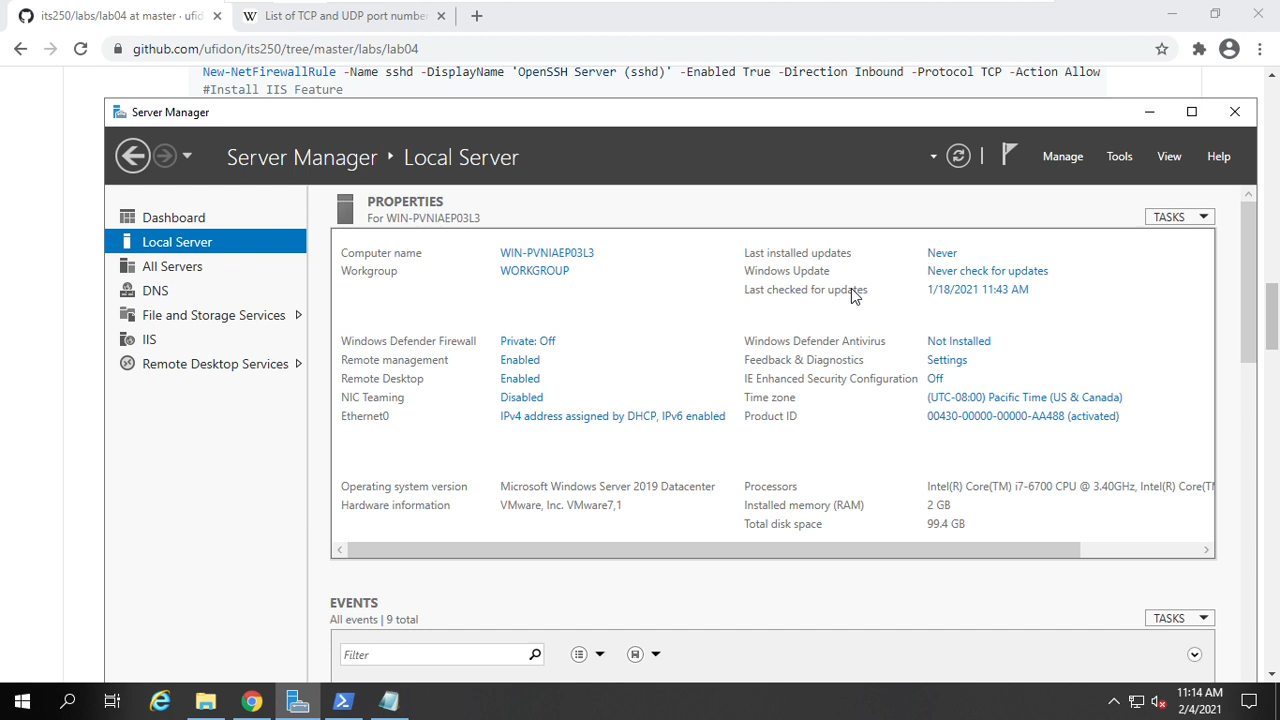 its250/labs/lab04 at master · ufid
List of TCP and UDP port number
github.com/ufidon/its250/tree/master/labs/lab04
New-NetFirewallRule -Name sshd -DisplayName 'OpenSSH Server (sshd)' -Enabled True -Direction Inbound -Protocol TCP -Action Allow
#Install IIS Feature
Server Manager
Server Manager • Local Server
Manage Tools View Help
Dashboard
Local Server
All Servers
DNS
File and Storage Services
IIS
Remote Desktop Services
PROPERTIES
For WIN-PVNIAEP03L3
TASKS
Computer name WIN-PVNIAEP03L3 Last installed updates Never
Workgroup WORKGROUP Windows Update Never check for updates
Last checked for updates 1/18/2021 11:43 AM
Windows Defender Firewall Private: Off Windows Defender Antivirus Not Installed
Remote management Enabled Feedback & Diagnostics Settings
Remote Desktop Enabled IE Enhanced Security Configuration Off
NIC Teaming Disabled Time zone (UTC-08:00) Pacific Time (US & Canada)
Ethernet0 IPv4 address assigned by DHCP, IPv6 enabled Product ID 00430-00000-00000-AA488 (activated)
Operating system version Microsoft Windows Server 2019 Datacenter Processors Intel(R) Core(TM) i7-6700 CPU @ 3.40GHz, Intel(R) Core(T
Hardware information VMware, Inc. VMware7,1 Installed memory (RAM) 2 GB
Total disk space 99.4 GB
EVENTS
All events | 9 total
TASKS
Filter
11:14 AM
2/4/2021